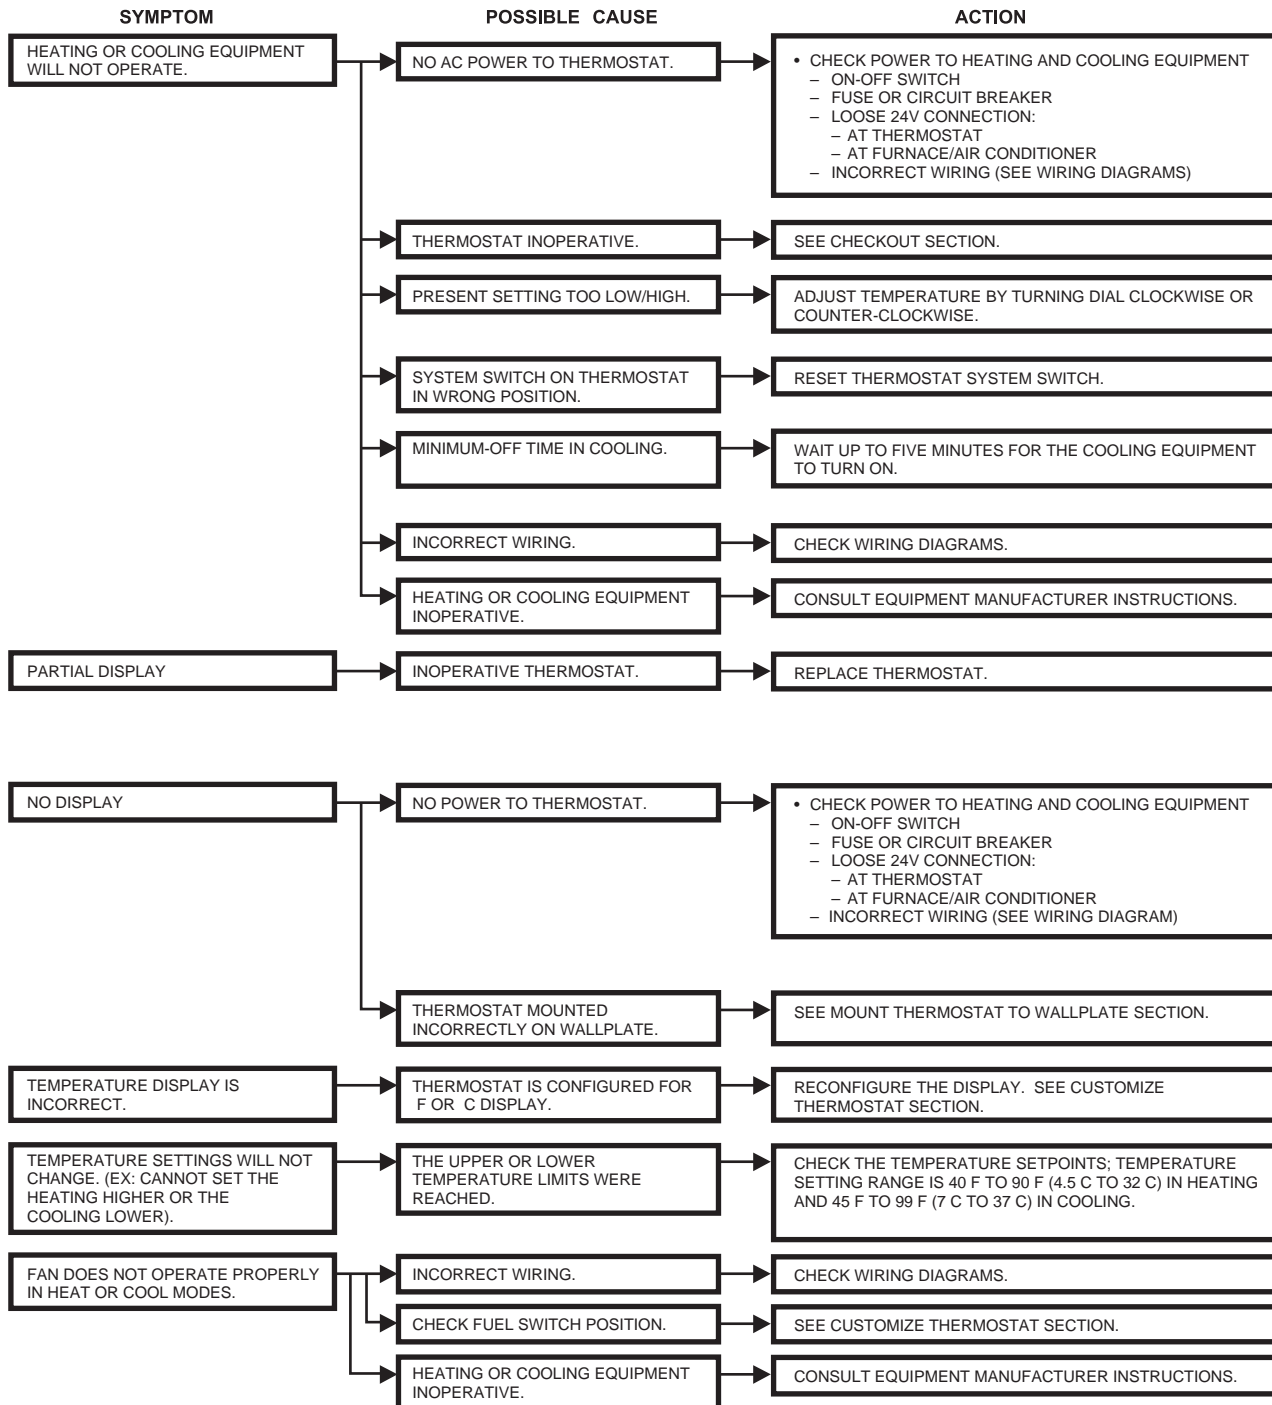 SYMPTOM POSSIBLE CAUSE ACTION
HEATING OR COOLING EQUIPMENT
WILL NOT OPERATE.
NO AC POWER TO THERMOSTAT.
• CHECK POWER TO HEATING AND COOLING EQUIPMENT
– ON-OFF SWITCH
– FUSE OR CIRCUIT BREAKER
– LOOSE 24V CONNECTION:
– AT THERMOSTAT
– AT FURNACE/AIR CONDITIONER
– INCORRECT WIRING (SEE WIRING DIAGRAMS)
THERMOSTAT INOPERATIVE.
SEE CHECKOUT SECTION.
PRESENT SETTING TOO LOW/HIGH.
ADJUST TEMPERATURE BY TURNING DIAL CLOCKWISE OR
COUNTER-CLOCKWISE.
SYSTEM SWITCH ON THERMOSTAT
IN WRONG POSITION.
RESET THERMOSTAT SYSTEM SWITCH.
MINIMUM-OFF TIME IN COOLING.
WAIT UP TO FIVE MINUTES FOR THE COOLING EQUIPMENT
TO TURN ON.
INCORRECT WIRING.
CHECK WIRING DIAGRAMS.
HEATING OR COOLING EQUIPMENT
INOPERATIVE.
CONSULT EQUIPMENT MANUFACTURER INSTRUCTIONS.
PARTIAL DISPLAY
INOPERATIVE THERMOSTAT.
REPLACE THERMOSTAT.
NO DISPLAY
NO POWER TO THERMOSTAT.
• CHECK POWER TO HEATING AND COOLING EQUIPMENT
– ON-OFF SWITCH
– FUSE OR CIRCUIT BREAKER
– LOOSE 24V CONNECTION:
– AT THERMOSTAT
– AT FURNACE/AIR CONDITIONER
– INCORRECT WIRING (SEE WIRING DIAGRAM)
THERMOSTAT MOUNTED
INCORRECTLY ON WALLPLATE.
SEE MOUNT THERMOSTAT TO WALLPLATE SECTION.
TEMPERATURE DISPLAY IS
INCORRECT.
THERMOSTAT IS CONFIGURED FOR
F OR C DISPLAY.
RECONFIGURE THE DISPLAY. SEE CUSTOMIZE
THERMOSTAT SECTION.
TEMPERATURE SETTINGS WILL NOT
CHANGE. (EX: CANNOT SET THE
HEATING HIGHER OR THE
COOLING LOWER).
THE UPPER OR LOWER
TEMPERATURE LIMITS WERE
REACHED.
CHECK THE TEMPERATURE SETPOINTS; TEMPERATURE
SETTING RANGE IS 40 F TO 90 F (4.5 C TO 32 C) IN HEATING
AND 45 F TO 99 F (7 C TO 37 C) IN COOLING.
FAN DOES NOT OPERATE PROPERLY
IN HEAT OR COOL MODES.
INCORRECT WIRING.
CHECK WIRING DIAGRAMS.
CHECK FUEL SWITCH POSITION.
SEE CUSTOMIZE THERMOSTAT SECTION.
HEATING OR COOLING EQUIPMENT
INOPERATIVE.
CONSULT EQUIPMENT MANUFACTURER INSTRUCTIONS.